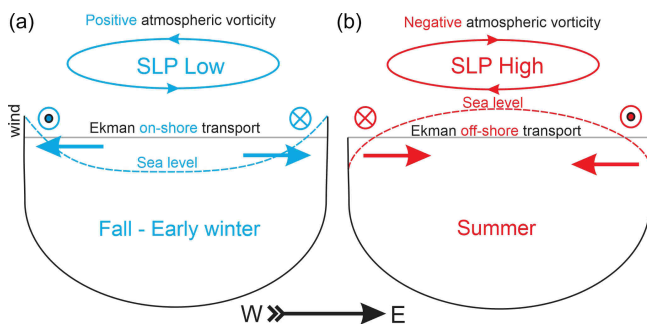 (a)
Positive atmospheric vorticity
SLP Low
wind
Ekman on-shore transport
Sea level
Fall - Early winter
(b)
Negative atmospheric vorticity
SLP High
Sea level
Ekman off-shore transport
Summer
W E